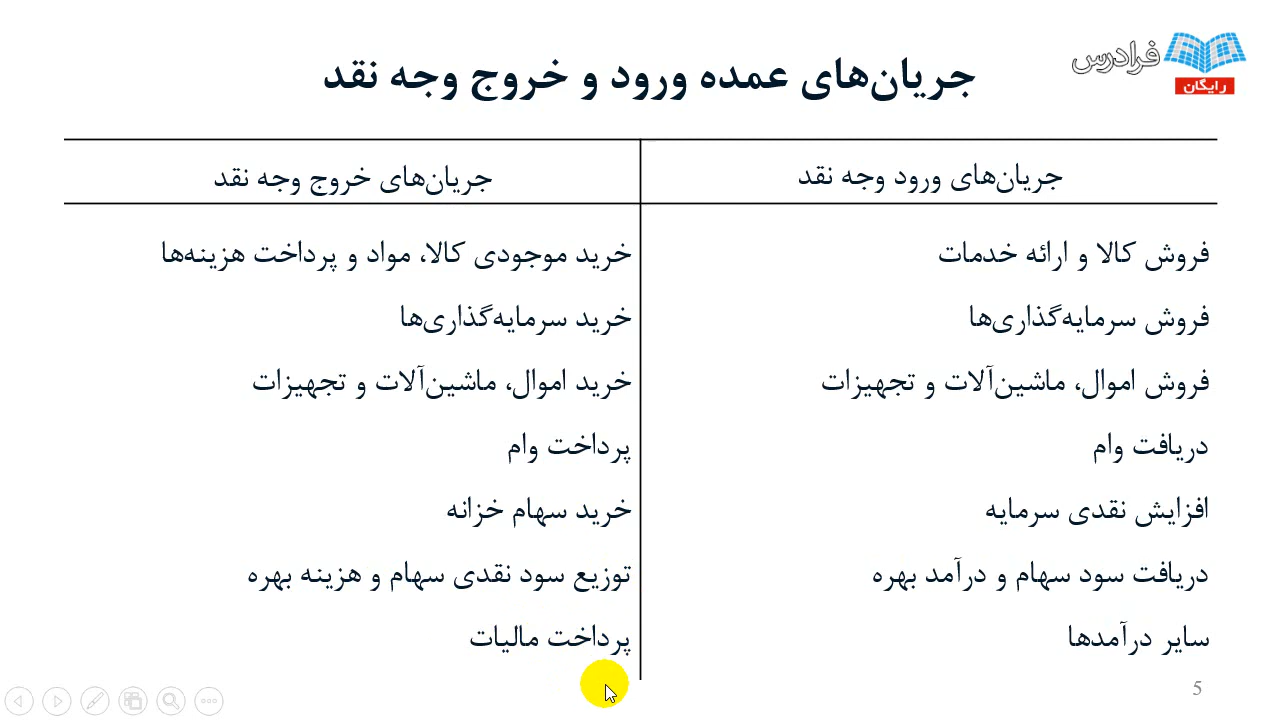 فرادرس
رایگان
جریان‌های عمده ورود و خروج وجه نقد
جریان‌های ورود وجه نقد
جریان‌های خروج وجه نقد
فروش کالا و ارائه خدمات
خرید موجودی کالا، مواد و پرداخت هزینه‌ها
فروش سرمایه‌گذاری‌ها
خرید سرمایه‌گذاری‌ها
فروش اموال، ماشین‌آلات و تجهیزات
خرید اموال، ماشین‌آلات و تجهیزات
دریافت وام
پرداخت وام
افزایش نقدی سرمایه
خرید سهام خزانه
دریافت سود سهام و درآمد بهره
توزیع سود نقدی سهام و هزینه بهره
سایر درآمدها
پرداخت مالیات
5